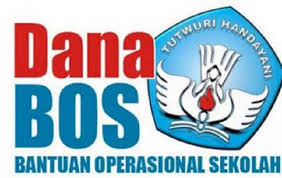 Dana
BOS
BANTUAN OPERASIONAL SEKOLAH
TUTWURI HANDAYANI